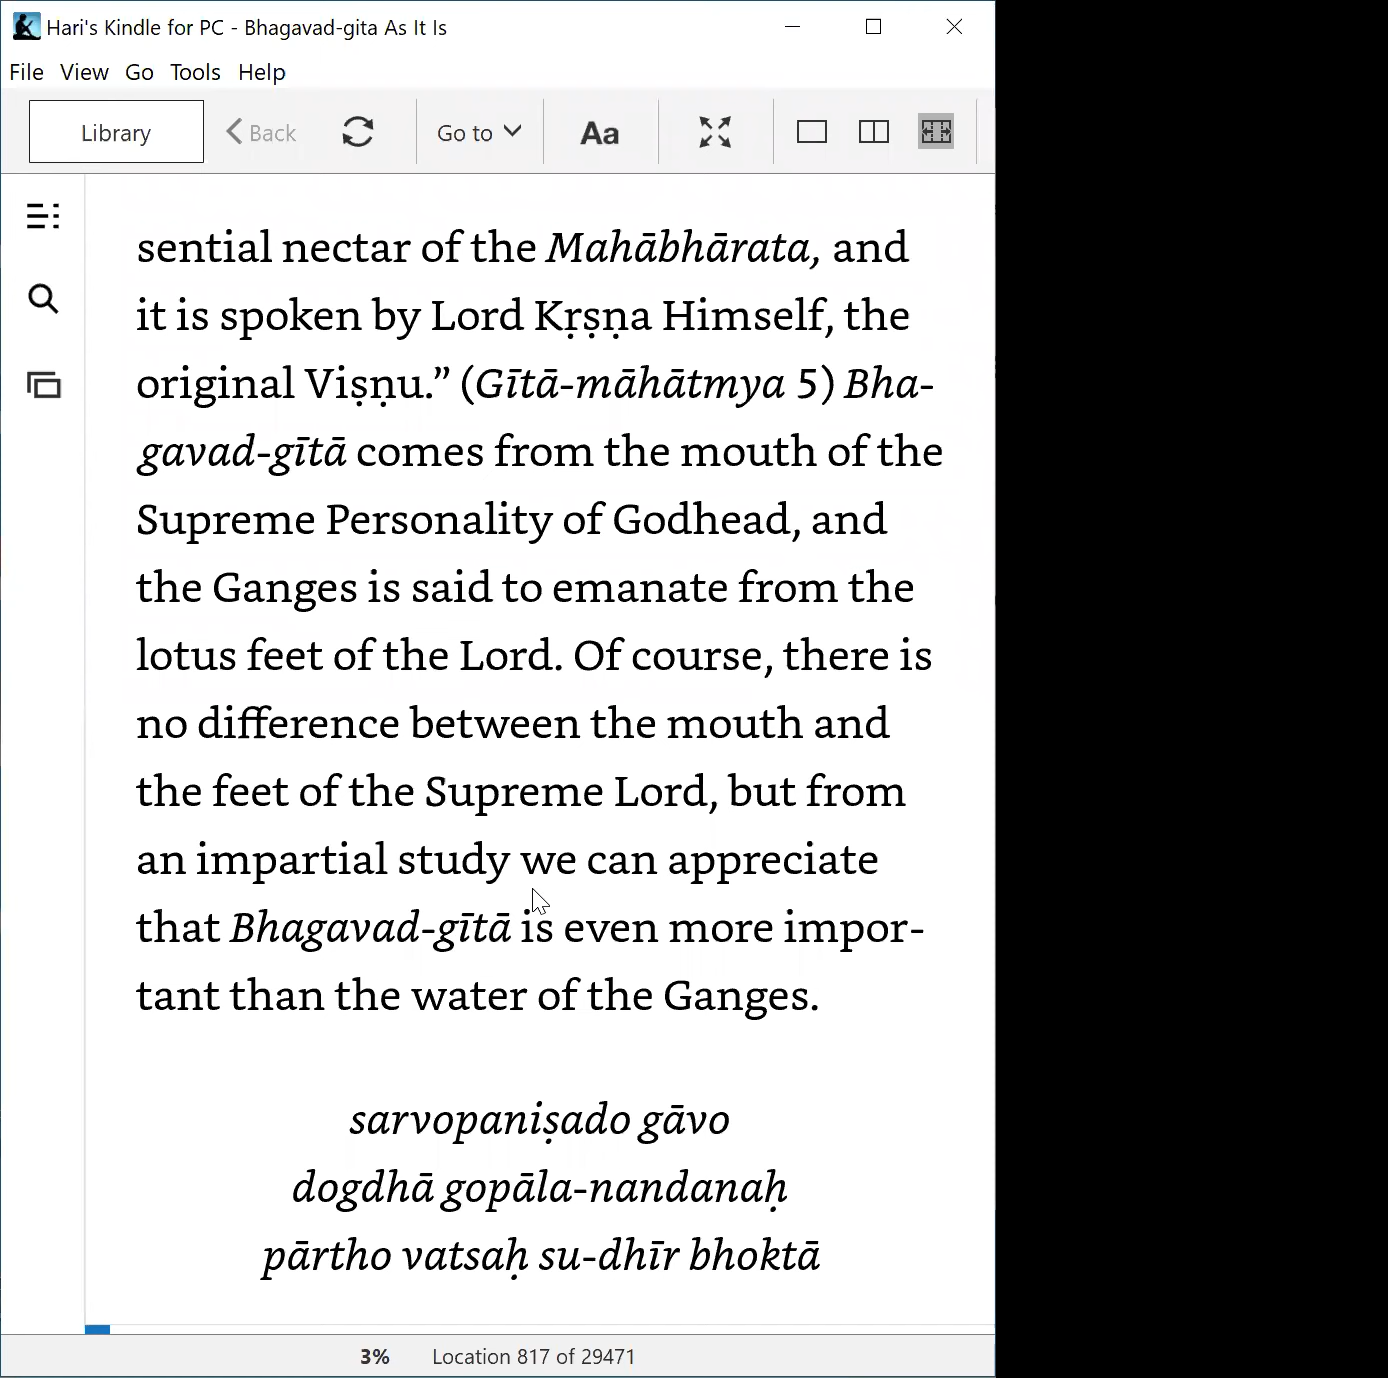 Hari's Kindle for PC - Bhagavad-gita As It Is
File View Go Tools Help
Library Back Go to Aa
sential nectar of the Mahābhārata, and
it is spoken by Lord Kṛṣṇa Himself, the
original Viṣṇu.” (Gītā-māhātmya 5) Bha-
gavad-gītā comes from the mouth of the
Supreme Personality of Godhead, and
the Ganges is said to emanate from the
lotus feet of the Lord. Of course, there is
no difference between the mouth and
the feet of the Supreme Lord, but from
an impartial study we can appreciate
that Bhagavad-gītā is even more impor-
tant than the water of the Ganges.
sarvopaniṣado gāvo
dogdhā gopāla-nandanaḥ
pārtho vatsaḥ su-dhīr bhoktā
3% Location 817 of 29471